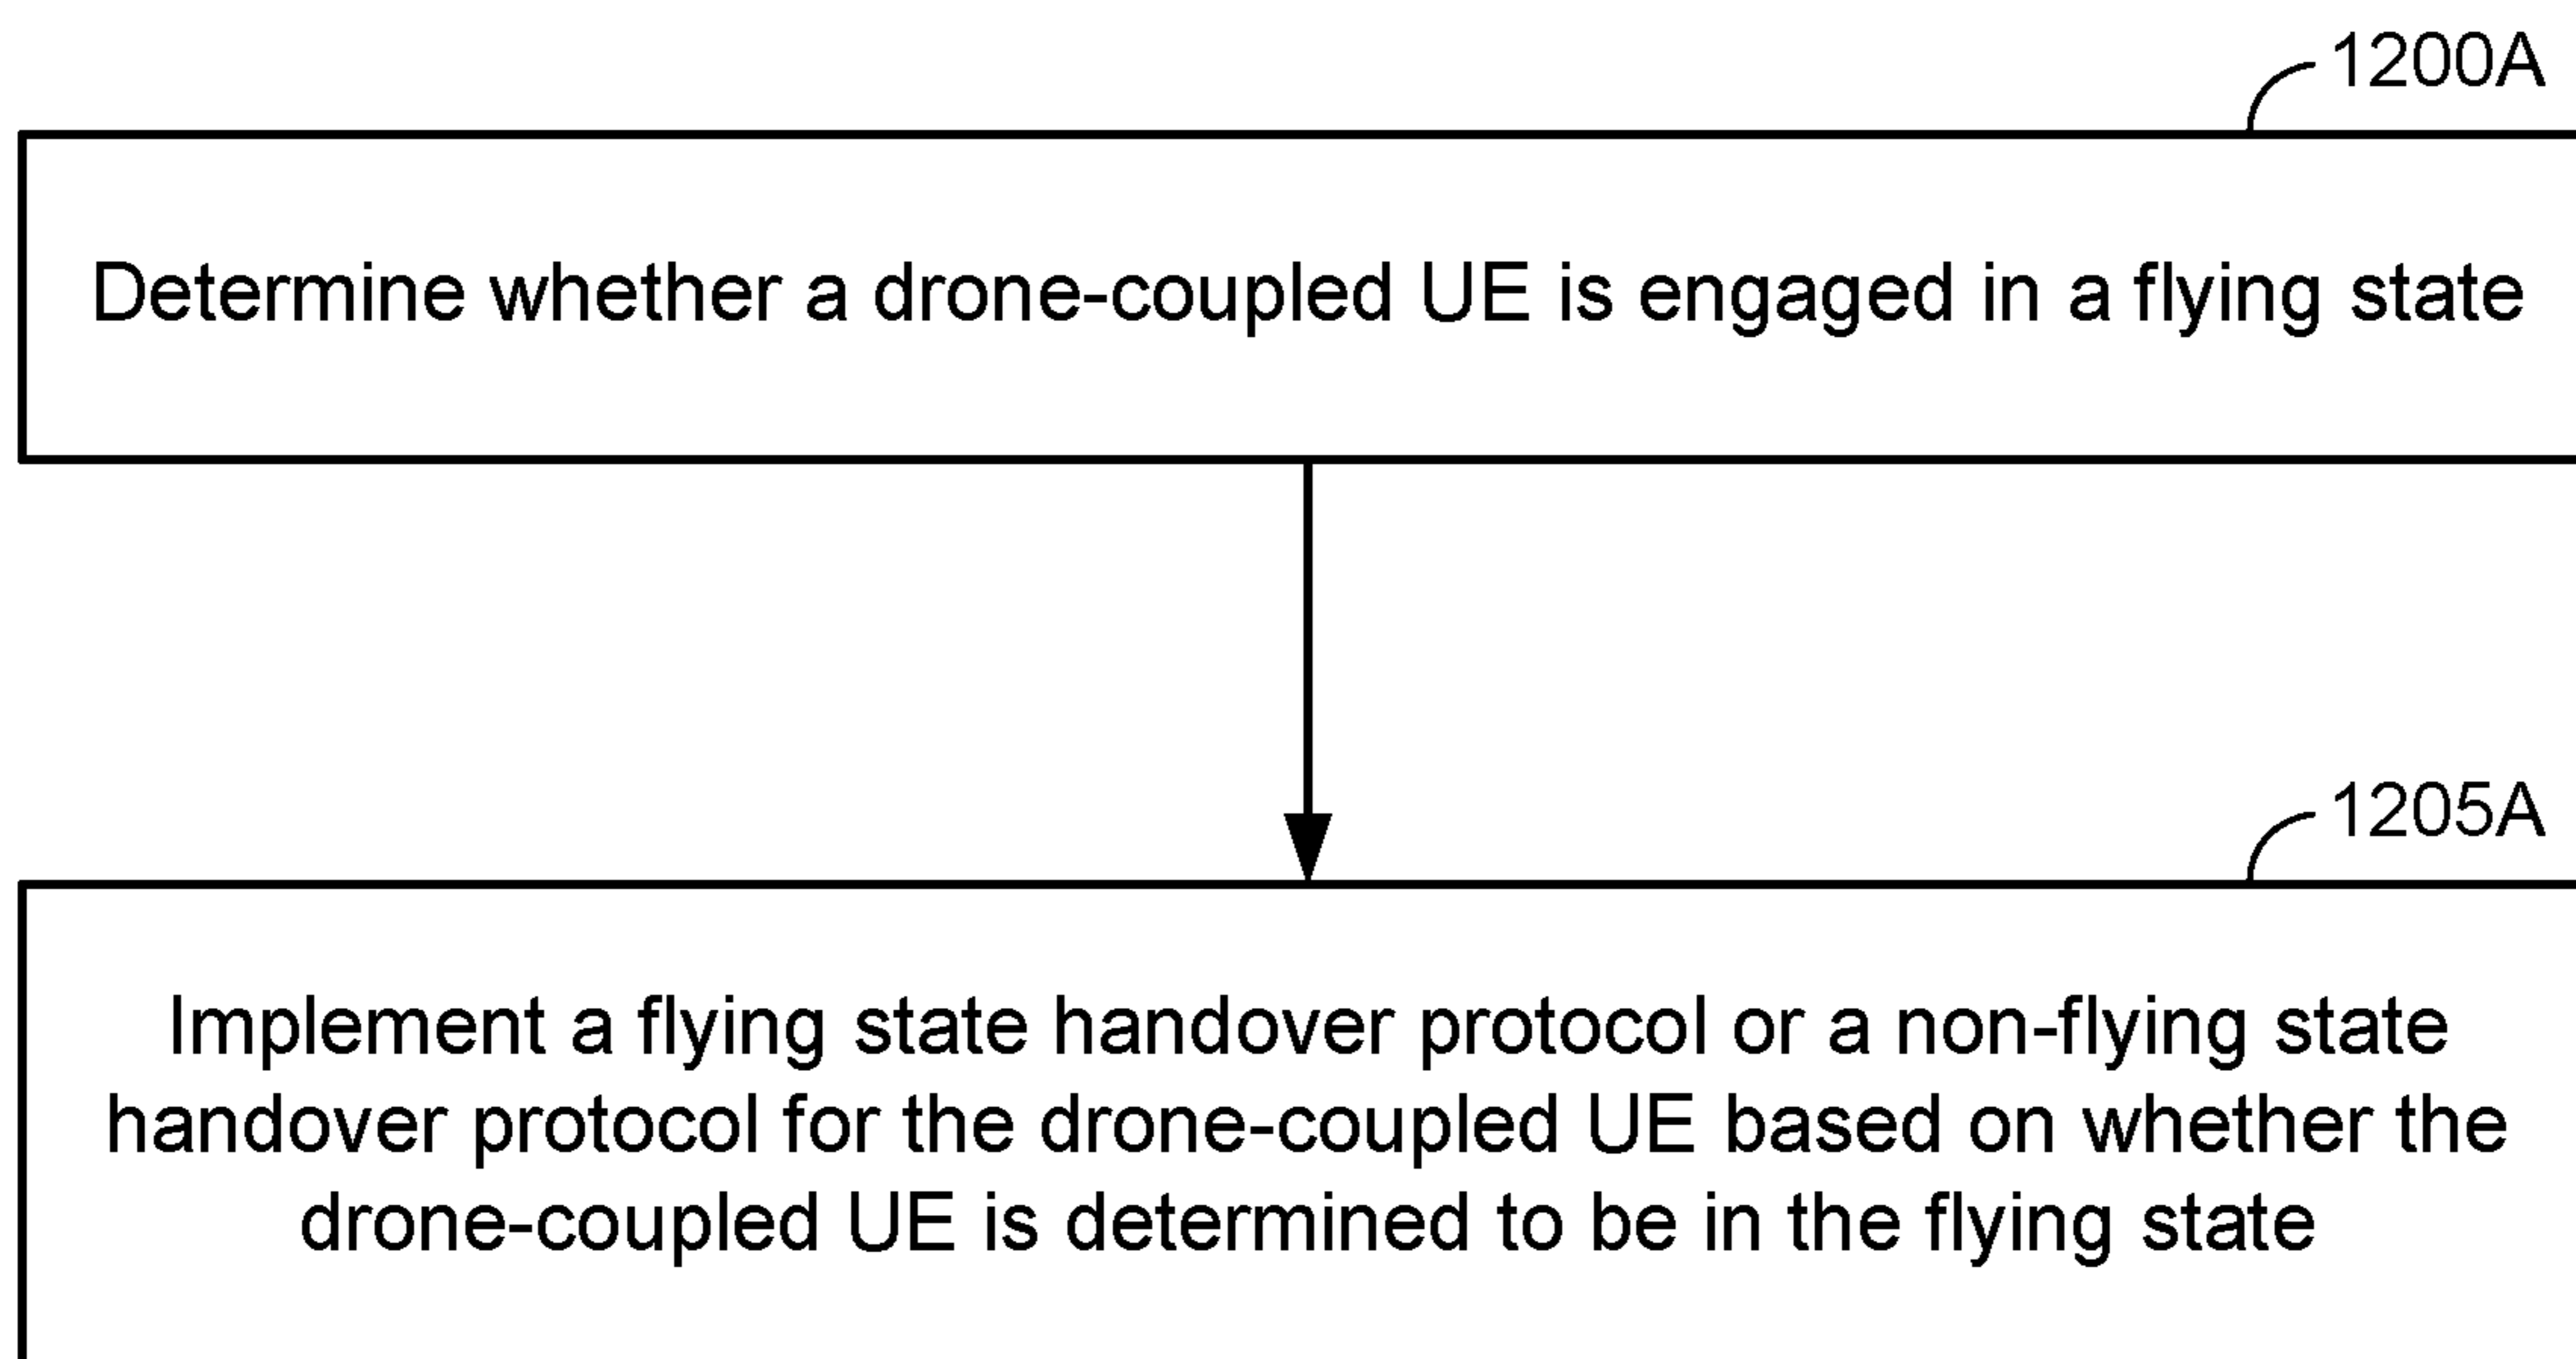 1200A
Determine whether a drone-coupled UE is engaged in a flying state
1205A
Implement a flying state handover protocol or a non-flying state
handover protocol for the drone-coupled UE based on whether the
drone-coupled UE is determined to be in the flying state